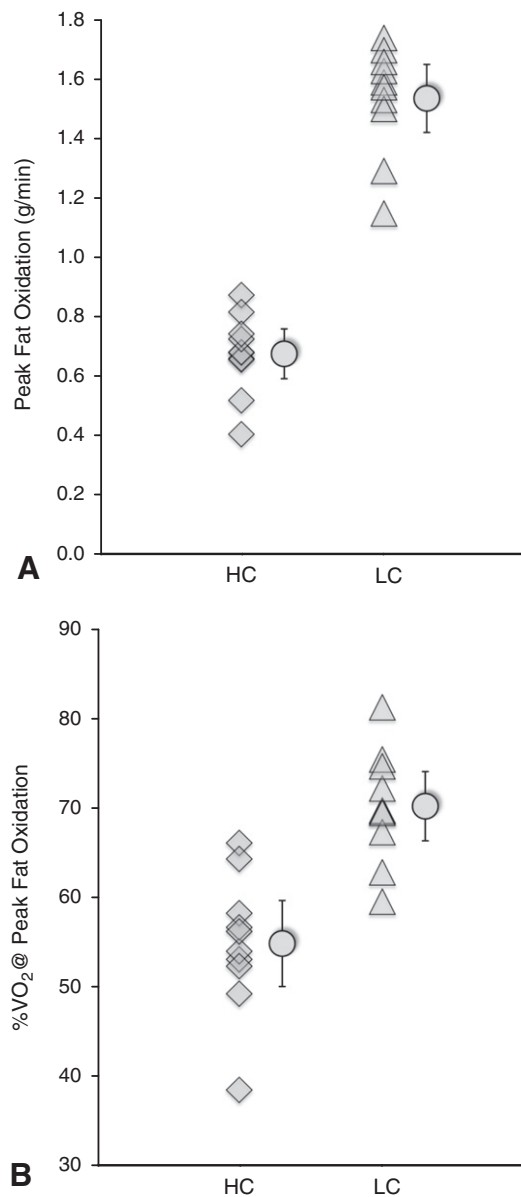 1.8
1.6
1.4
1.2
1.0
0.8
0.6
0.4
0.2
0.0
Peak Fat Oxidation (g/min)
HC LC
A
90
80
70
60
50
40
30
%VO₂@ Peak Fat Oxidation
HC LC
B